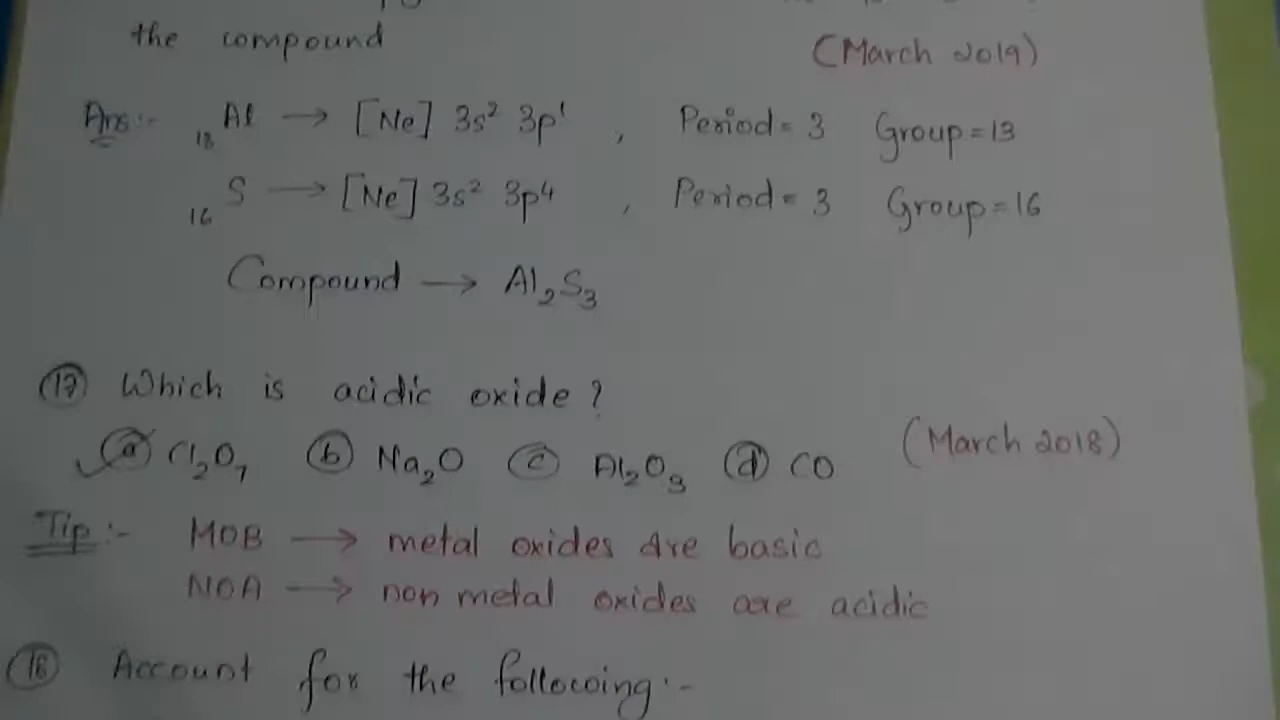 the compound
(March 2019)
Ans:- ₁₃Al → [Ne] 3s² 3p¹ , Period = 3 Group = 13
₁₆S → [Ne] 3s² 3p⁴ , Period = 3 Group = 16
Compound → Al₂S₃
(17) Which is acidic oxide?
(a) Cl₂O₇ (b) Na₂O (c) Al₂O₃ (d) CO (March 2018)
Tip:- MOB → metal oxides are basic
NOA → non metal oxides are acidic
(18) Account for the following:-